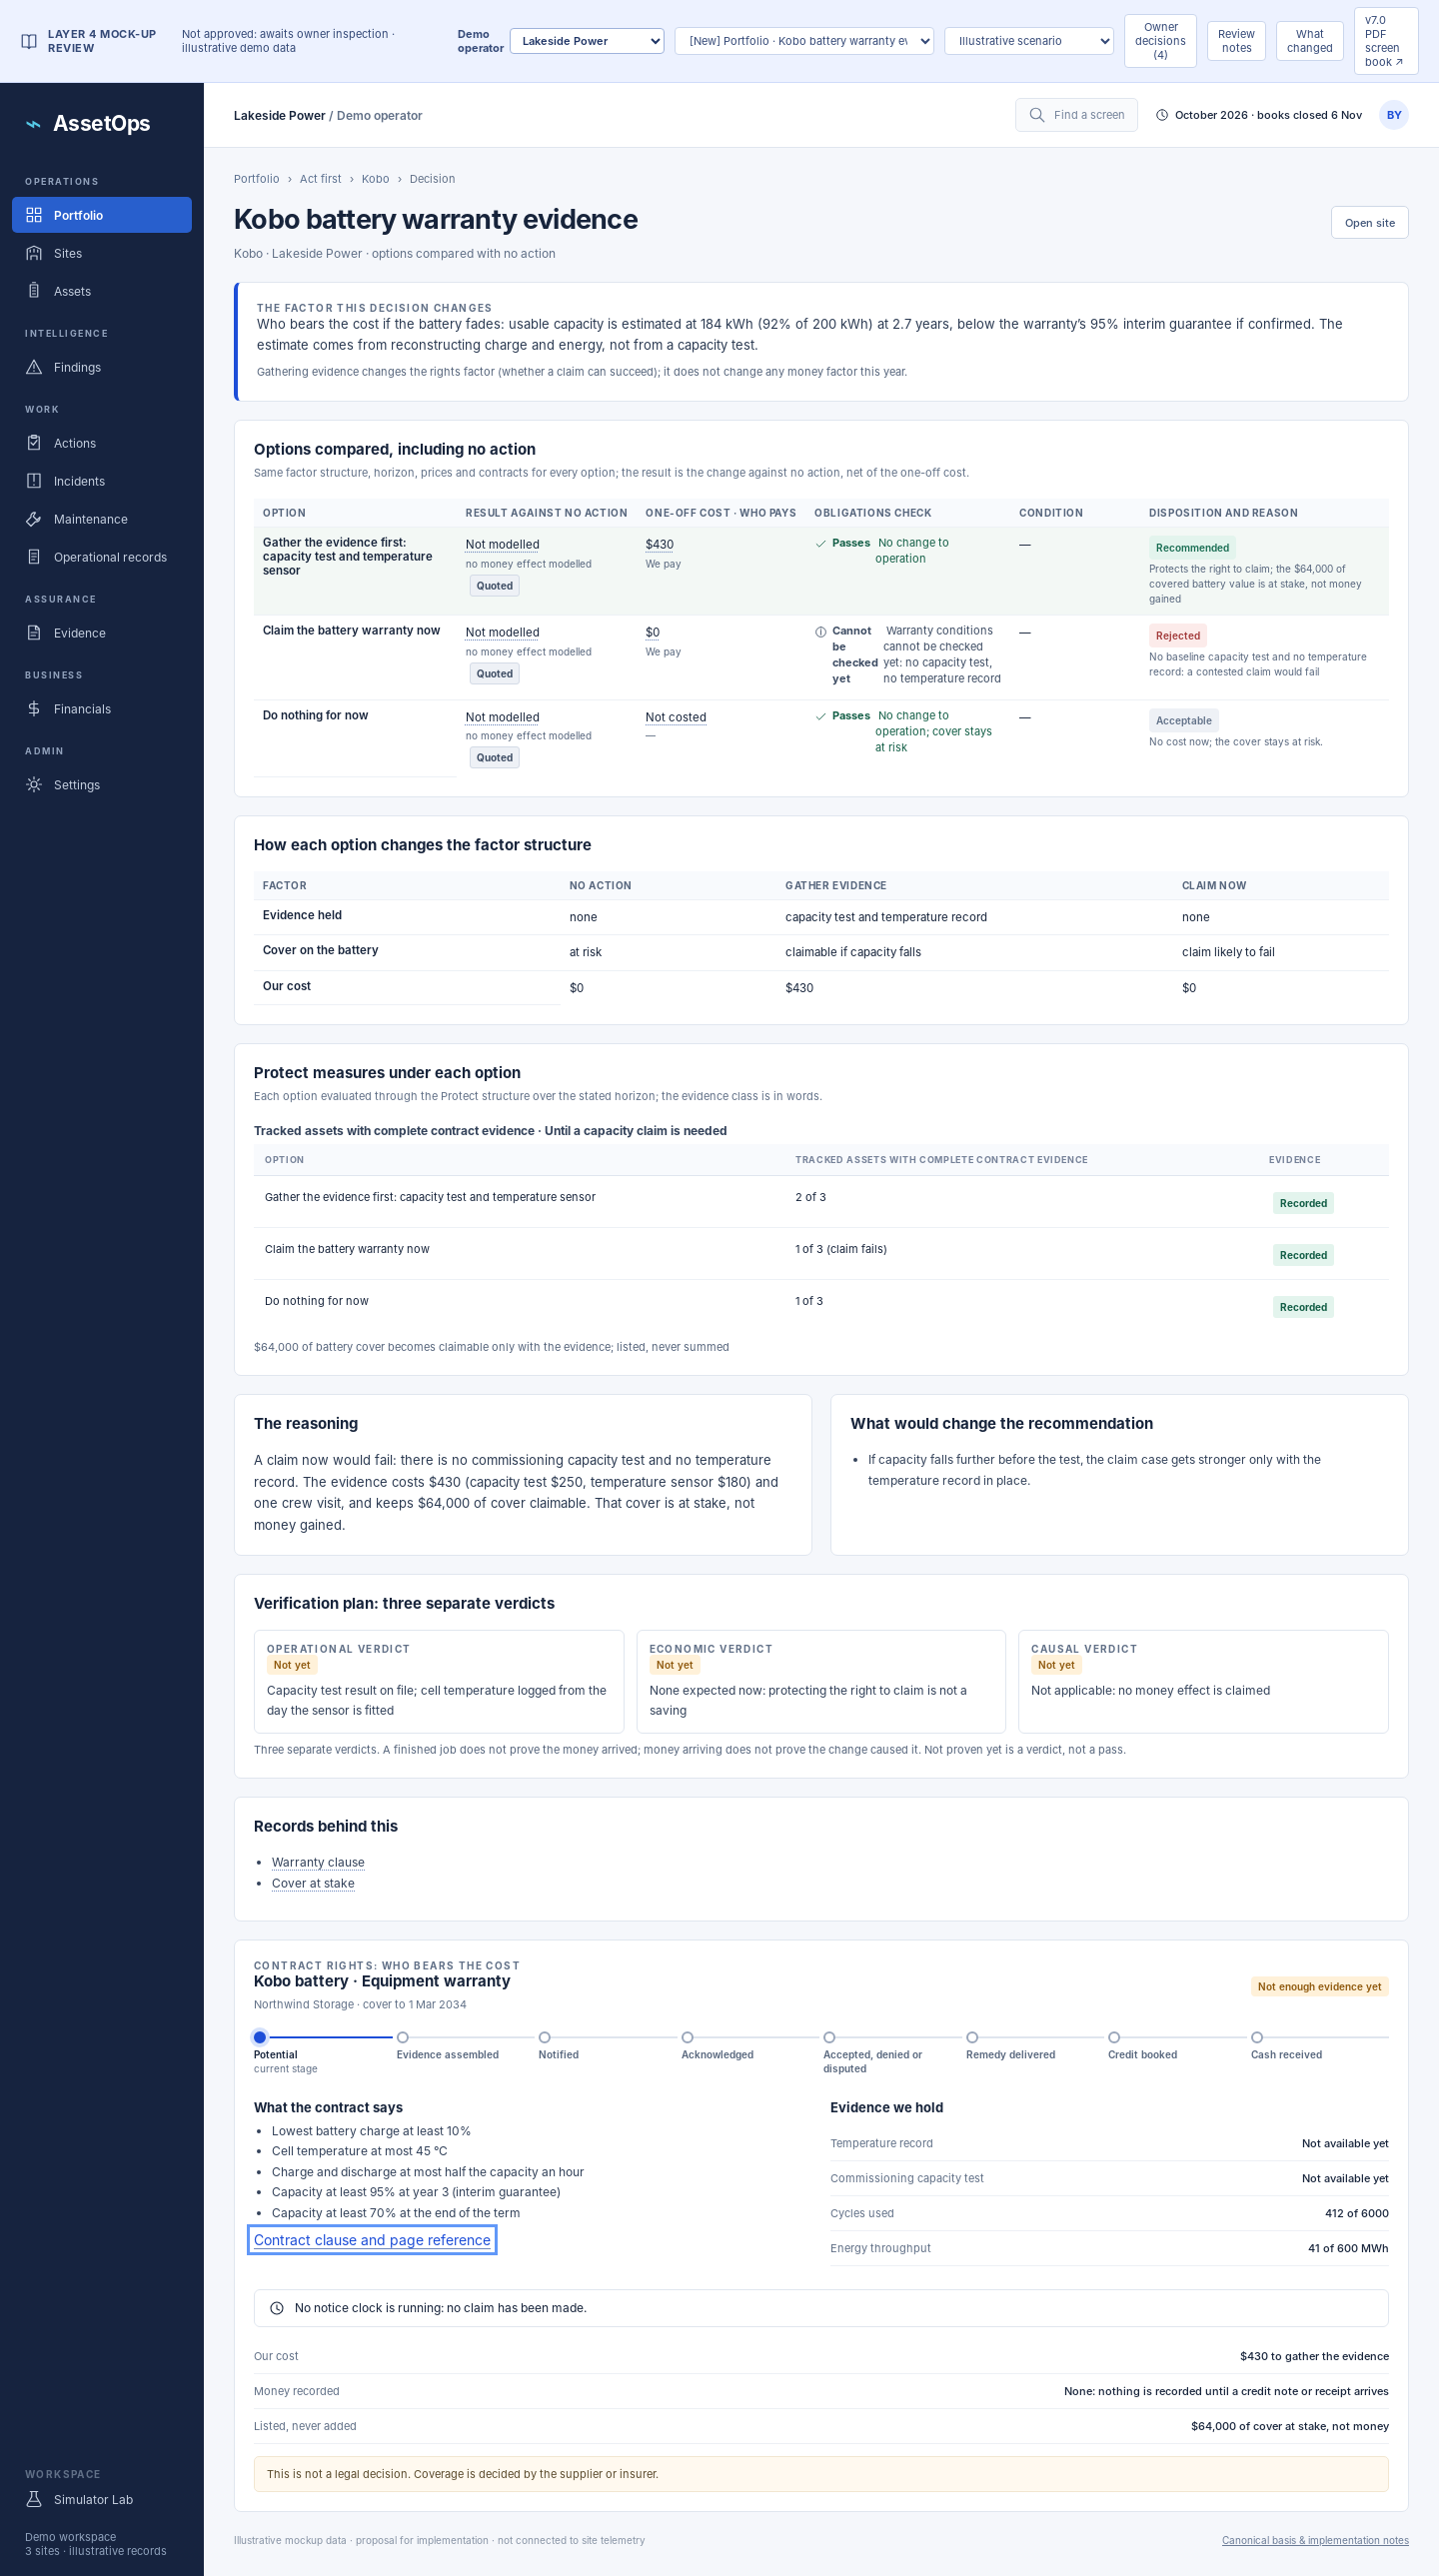 LAYER 4 MOCK-UP
REVIEW
Not approved: awaits owner inspection ·
illustrative demo data
Demo
operator
Lakeside Power
[New] Portfolio · Kobo battery warranty ev
Illustrative scenario
Owner
decisions
(4)
Review
notes
What
changed
v7.0
PDF
screen
book ↗
AssetOps
OPERATIONS
Portfolio
Sites
Assets
INTELLIGENCE
Findings
WORK
Actions
Incidents
Maintenance
Operational records
ASSURANCE
Evidence
BUSINESS
Financials
ADMIN
Settings
WORKSPACE
Simulator Lab
Demo workspace
3 sites · illustrative records
Lakeside Power / Demo operator
Find a screen
October 2026 · books closed 6 Nov
BY
Portfolio › Act first › Kobo › Decision
Kobo battery warranty evidence
Open site
Kobo · Lakeside Power · options compared with no action
THE FACTOR THIS DECISION CHANGES
Who bears the cost if the battery fades: usable capacity is estimated at 184 kWh (92% of 200 kWh) at 2.7 years, below the warranty's 95% interim guarantee if confirmed. The
estimate comes from reconstructing charge and energy, not from a capacity test.
Gathering evidence changes the rights factor (whether a claim can succeed); it does not change any money factor this year.
Options compared, including no action
Same factor structure, horizon, prices and contracts for every option; the result is the change against no action, net of the one-off cost.
OPTION RESULT AGAINST NO ACTION ONE-OFF COST · WHO PAYS OBLIGATIONS CHECK CONDITION DISPOSITION AND REASON
Gather the evidence first:
capacity test and temperature
sensor
Not modelled
no money effect modelled
Quoted
$430
We pay
Passes
No change to
operation
—
Recommended
Protects the right to claim; the $64,000 of
covered battery value is at stake, not money
gained
Claim the battery warranty now
Not modelled
no money effect modelled
Quoted
$0
We pay
Cannot
be
checked
yet
Warranty conditions
cannot be checked
yet: no capacity test,
no temperature record
—
Rejected
No baseline capacity test and no temperature
record: a contested claim would fail
Do nothing for now
Not modelled
no money effect modelled
Quoted
Not costed
—
Passes
No change to
operation; cover stays
at risk
—
Acceptable
No cost now; the cover stays at risk.
How each option changes the factor structure
FACTOR NO ACTION GATHER EVIDENCE CLAIM NOW
Evidence held none capacity test and temperature record none
Cover on the battery at risk claimable if capacity falls claim likely to fail
Our cost $0 $430 $0
Protect measures under each option
Each option evaluated through the Protect structure over the stated horizon; the evidence class is in words.
Tracked assets with complete contract evidence · Until a capacity claim is needed
OPTION TRACKED ASSETS WITH COMPLETE CONTRACT EVIDENCE EVIDENCE
Gather the evidence first: capacity test and temperature sensor 2 of 3 Recorded
Claim the battery warranty now 1 of 3 (claim fails) Recorded
Do nothing for now 1 of 3 Recorded
$64,000 of battery cover becomes claimable only with the evidence; listed, never summed
The reasoning
A claim now would fail: there is no commissioning capacity test and no temperature
record. The evidence costs $430 (capacity test $250, temperature sensor $180) and
one crew visit, and keeps $64,000 of cover claimable. That cover is at stake, not
money gained.
What would change the recommendation
• If capacity falls further before the test, the claim case gets stronger only with the
temperature record in place.
Verification plan: three separate verdicts
OPERATIONAL VERDICT
Not yet
Capacity test result on file; cell temperature logged from the
day the sensor is fitted
ECONOMIC VERDICT
Not yet
None expected now: protecting the right to claim is not a
saving
CAUSAL VERDICT
Not yet
Not applicable: no money effect is claimed
Three separate verdicts. A finished job does not prove the money arrived; money arriving does not prove the change caused it. Not proven yet is a verdict, not a pass.
Records behind this
• Warranty clause
• Cover at stake
CONTRACT RIGHTS: WHO BEARS THE COST
Kobo battery · Equipment warranty
Not enough evidence yet
Northwind Storage · cover to 1 Mar 2034
Potential
current stage
Evidence assembled
Notified
Acknowledged
Accepted, denied or
disputed
Remedy delivered
Credit booked
Cash received
What the contract says
• Lowest battery charge at least 10%
• Cell temperature at most 45 °C
• Charge and discharge at most half the capacity an hour
• Capacity at least 95% at year 3 (interim guarantee)
• Capacity at least 70% at the end of the term
Contract clause and page reference
Evidence we hold
Temperature record Not available yet
Commissioning capacity test Not available yet
Cycles used 412 of 6000
Energy throughput 41 of 600 MWh
No notice clock is running: no claim has been made.
Our cost $430 to gather the evidence
Money recorded None: nothing is recorded until a credit note or receipt arrives
Listed, never added $64,000 of cover at stake, not money
This is not a legal decision. Coverage is decided by the supplier or insurer.
Illustrative mockup data · proposal for implementation · not connected to site telemetry
Canonical basis & implementation notes